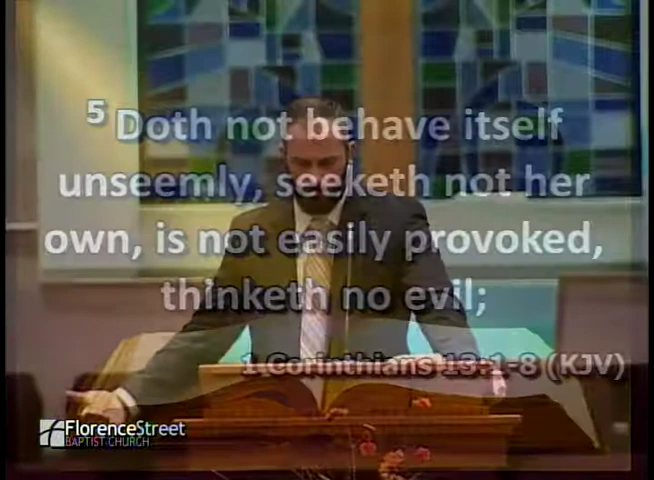 5 Doth not behave itself
unseemly, seeketh not her
own, is not easily provoked,
thinketh no evil;
1 Corinthians 13:1-8 (KJV)
FlorenceStreet
BAPTIST CHURCH